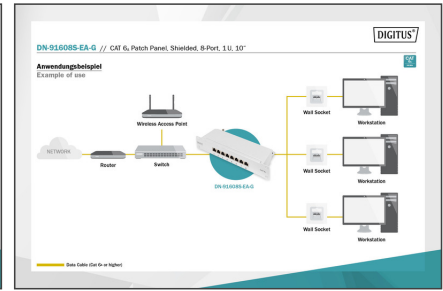 DIGITUS®
DN-91608S-EA-G // CAT 6A Patch Panel, Shielded, 8-Port, 1U, 10"
CAT
Anwendungsbeispiel
Example of use
Wireless Access Point
Wall Socket
Workstation
NETWORK
Router
Switch
DN-91608S-EA-G
Wall Socket
Workstation
Wall Socket
Workstation
Data Cable (Cat 6A or higher)